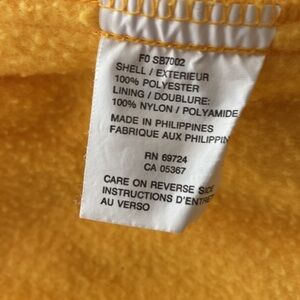 F0 SB7002
SHELL / EXTERIEUR
100% POLYESTER
LINING / DOUBLURE:
100% NYLON / POLYAMIDE
MADE IN PHILIPPINES
FABRIQUE AUX PHILIPPIN
RN 69724
CA 05367
CARE ON REVERSE SIDE
INSTRUCTIONS D'ENTRE
AU VERSO